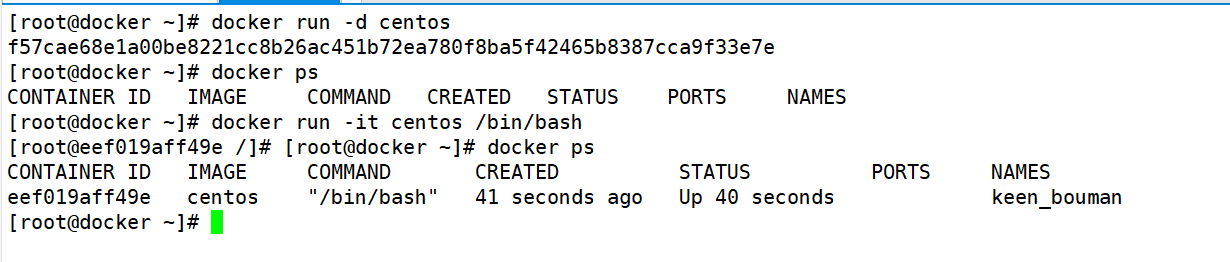 [root@docker ~]# docker run -d centos
f57cae68e1a00be8221cc8b26ac451b72ea780f8ba5f42465b8387cca9f33e7e
[root@docker ~]# docker ps
CONTAINER ID   IMAGE     COMMAND   CREATED   STATUS    PORTS     NAMES
[root@docker ~]# docker run -it centos /bin/bash
[root@eef019aff49e /]# [root@docker ~]# docker ps
CONTAINER ID   IMAGE     COMMAND       CREATED          STATUS          PORTS     NAMES
eef019aff49e   centos    "/bin/bash"   41 seconds ago   Up 40 seconds             keen_bouman
[root@docker ~]#